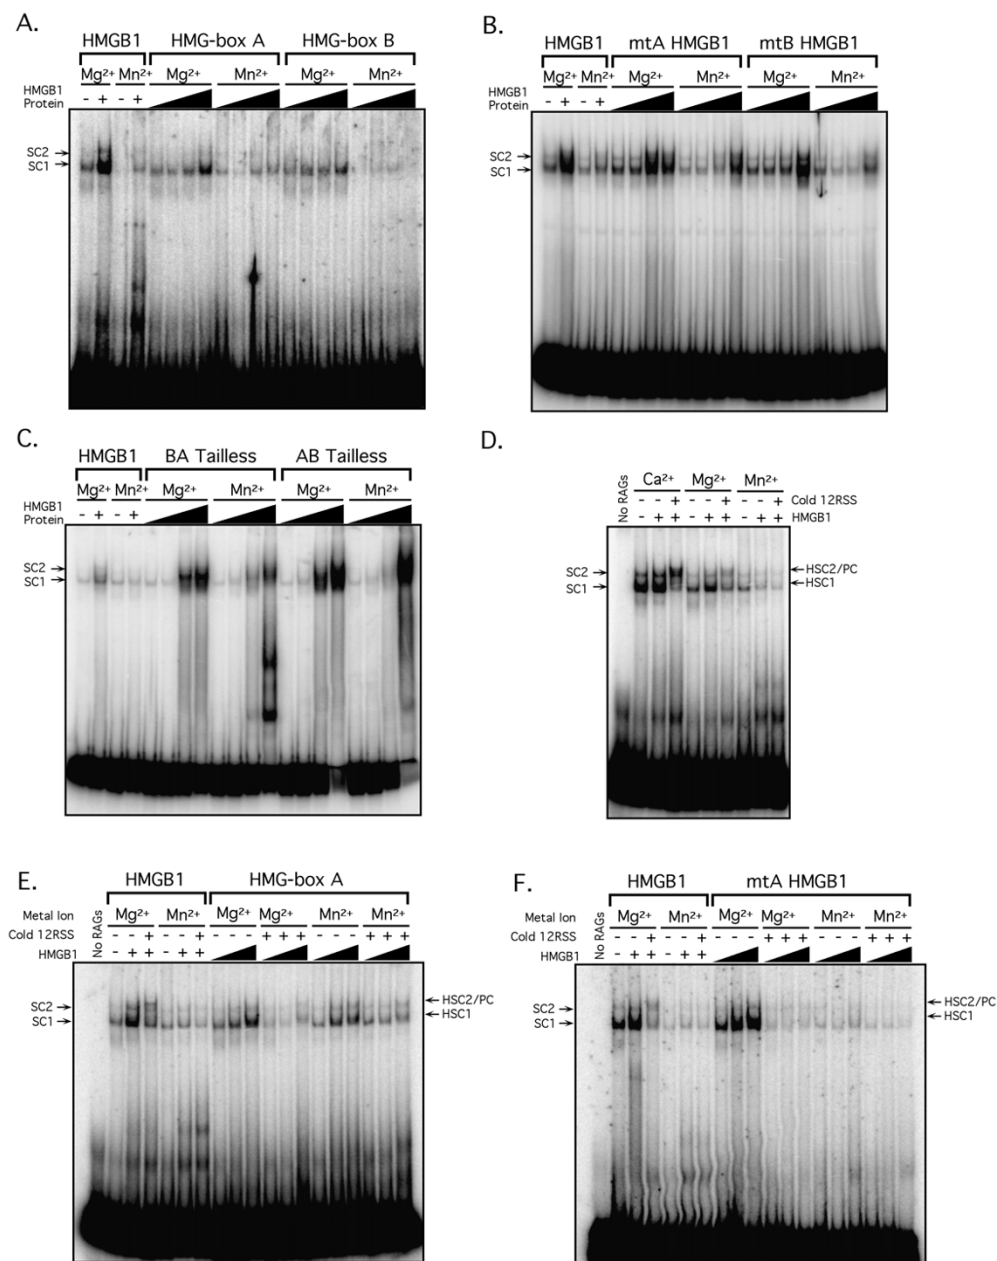 A.
HMGB1 HMG-box A HMG-box B
Mg2+ Mn2+ Mg2+ Mn2+ Mg2+ Mn2+
HMGB1
Protein - + - +
SC2
SC1
B.
HMGB1 mtA HMGB1 mtB HMGB1
Mg2+ Mn2+ Mg2+ Mn2+ Mg2+ Mn2+
HMGB1
Protein - + - +
SC2
SC1
C.
HMGB1 BA Tailless AB Tailless
Mg2+ Mn2+ Mg2+ Mn2+ Mg2+ Mn2+
HMGB1
Protein - + - +
SC2
SC1
D.
No RAGs Ca2+ Mg2+ Mn2+
- - + - - + - - + Cold 12RSS
- + + - + + - + + HMGB1
SC2 HSC2/PC
SC1 HSC1
E.
HMGB1 HMG-box A
Metal Ion No RAGs Mg2+ Mn2+ Mg2+ Mg2+ Mn2+ Mn2+
Cold 12RSS - - + - - + - - - + + + - - - + + +
HMGB1 - + + - + +
SC2 HSC2/PC
SC1 HSC1
F.
HMGB1 mtA HMGB1
Metal Ion No RAGs Mg2+ Mn2+ Mg2+ Mg2+ Mn2+ Mn2+
Cold 12RSS - - + - - + - - - + + + - - - + + +
HMGB1 - + + - + +
SC2 HSC2/PC
SC1 HSC1